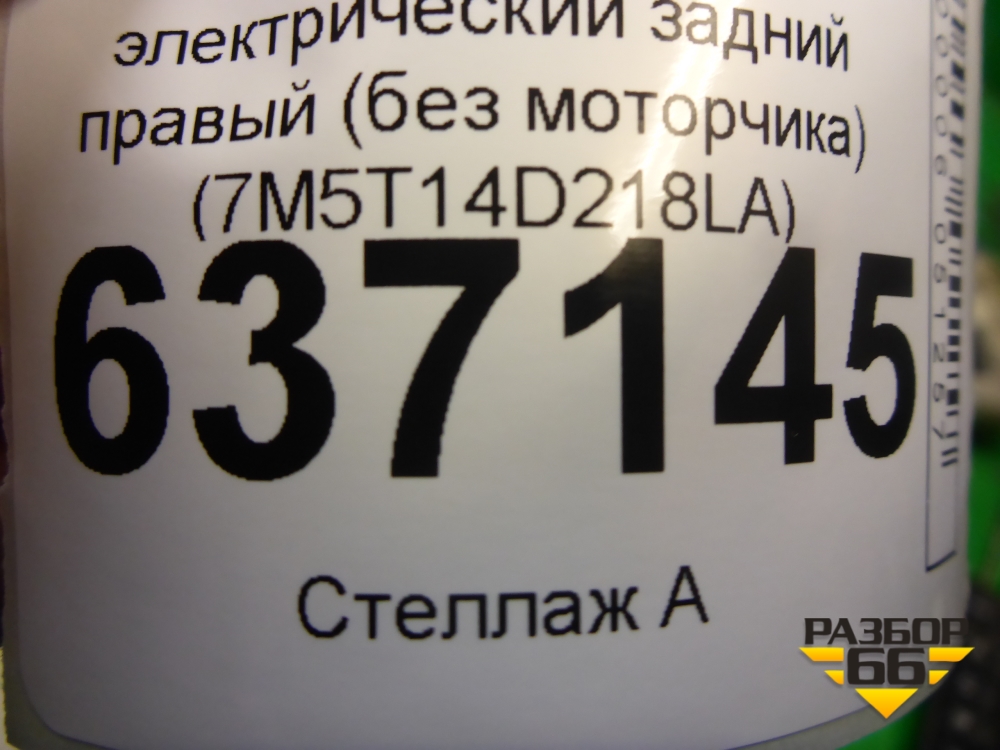 электрический задний
правый (без моторчика)
(7M5T14D218LA)
637145
Стеллаж А
РАЗБОР
66